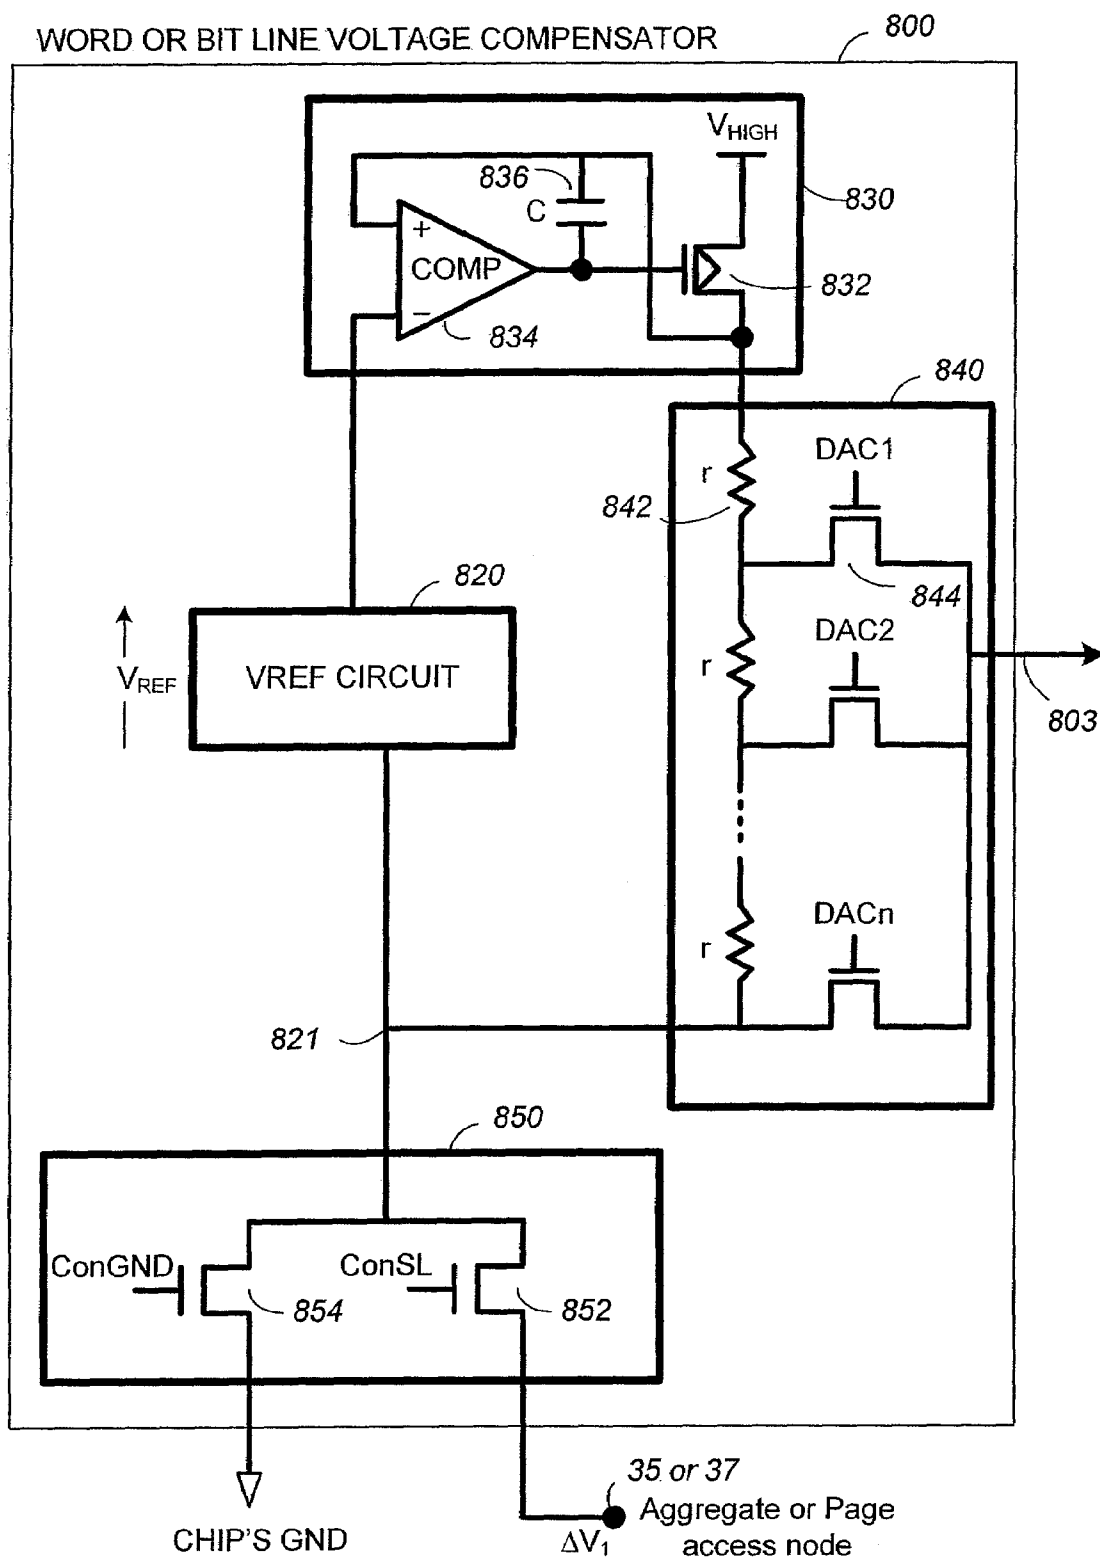 WORD OR BIT LINE VOLTAGE COMPENSATOR
800
V_HIGH
836
C
830
+
COMP
−
832
834
840
DAC1
r
842
820
844
DAC2
V_REF
VREF CIRCUIT
r
803
DACn
r
821
850
ConGND
ConSL
854
852
35 or 37
Aggregate or Page
access node
CHIP'S GND
ΔV₁